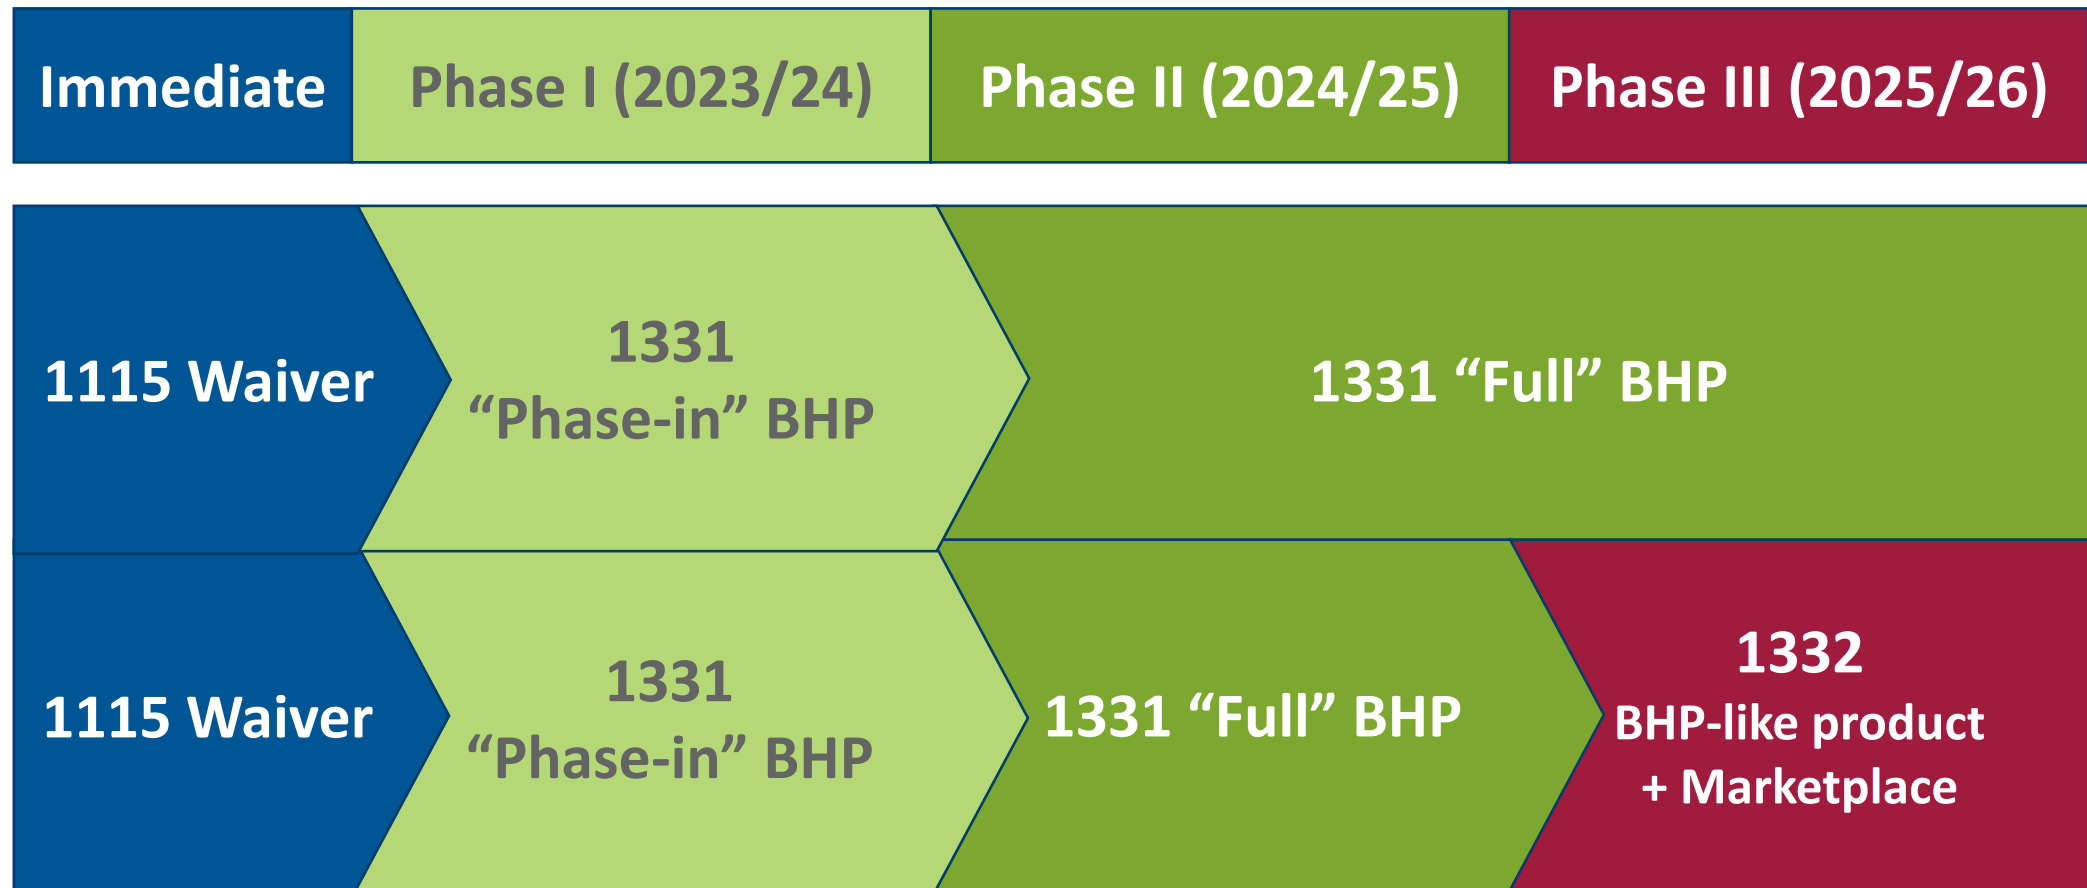 Immediate
Phase I (2023/24)
Phase II (2024/25)
Phase III (2025/26)
1115 Waiver
1331
“Phase-in” BHP
1331 “Full” BHP
1115 Waiver
1331
“Phase-in” BHP
1331 “Full” BHP
1332
BHP-like product
+ Marketplace